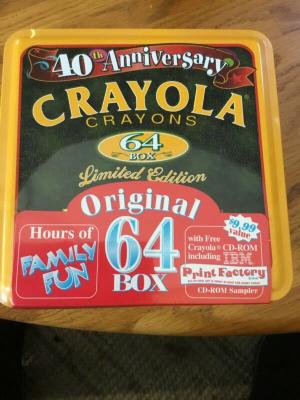 40th Anniversary
CRAYOLA®
CRAYONS
64
BOX
Limited Edition
Original
64
BOX
Hours of
FAMILY
FUN
$9.99
Value
with Free
Crayola® CD-ROM
including IBM
Print Factory
CD-ROM Sampler